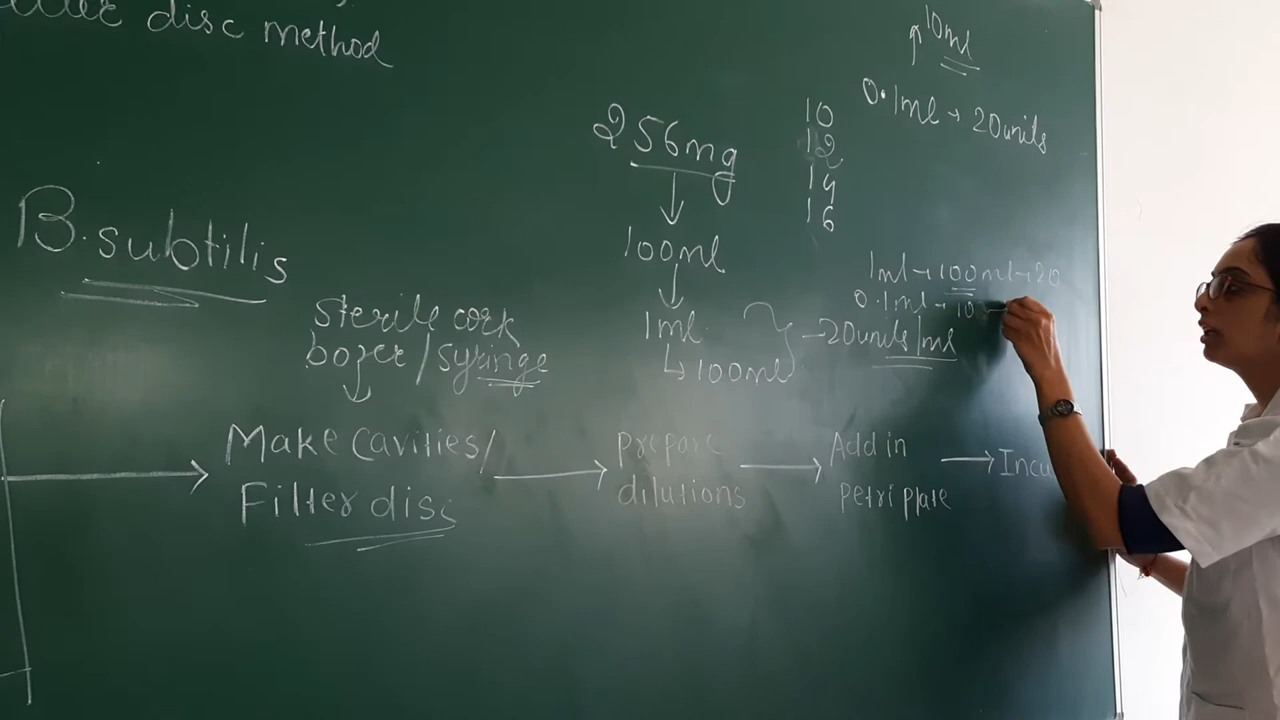 disc method
10ml
0.1ml → 20units
256mg
10
12
14
16
B.subtilis
100ml
1ml → 100ml → 20
0.1ml → 10
sterile cork
borer/syringe
1ml
20units/ml
↳ 100ml
Make Cavities/
Filter disc
prepare
dilutions
Add in
Petri plate
Incu